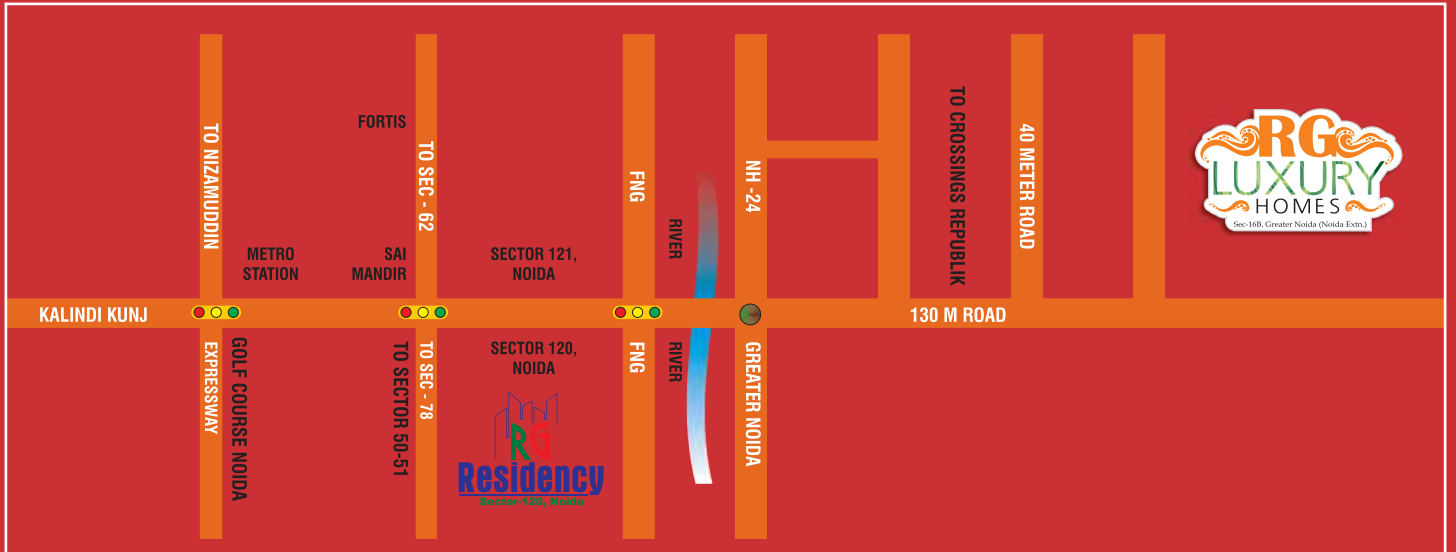 TO NIZAMUDDIN
FORTIS
TO SEC - 62
FNG
NH -24
TO CROSSINGS REPUBLIK
40 METER ROAD
RG
LUXURY
HOMES
Sec-16B, Greater Noida (Noida Extn.)
METRO
STATION
SAI
MANDIR
SECTOR 121,
NOIDA
RIVER
KALINDI KUNJ
130 M ROAD
EXPRESSWAY
GOLF COURSE NOIDA
TO SECTOR 50-51
TO SEC - 78
SECTOR 120,
NOIDA
FNG
RIVER
GREATER NOIDA
RG
Residency
Sector-120, Noida